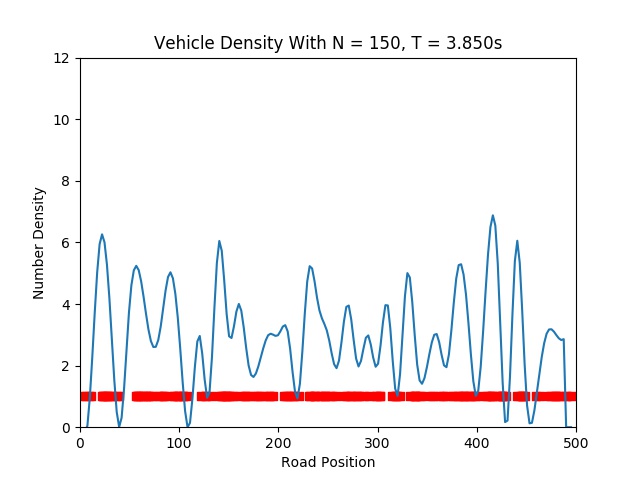 Vehicle Density With N = 150, T = 3.850s
12
10
8
6
4
2
0
Number Density
0 100 200 300 400 500
Road Position